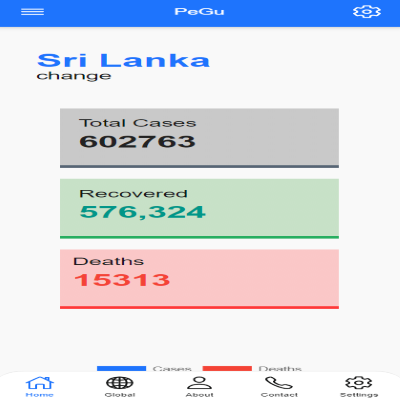 PeGu
Sri Lanka
change
Total Cases
602763
Recovered
576,324
Deaths
15313
Cases Deaths
Home Global About Contact Settings